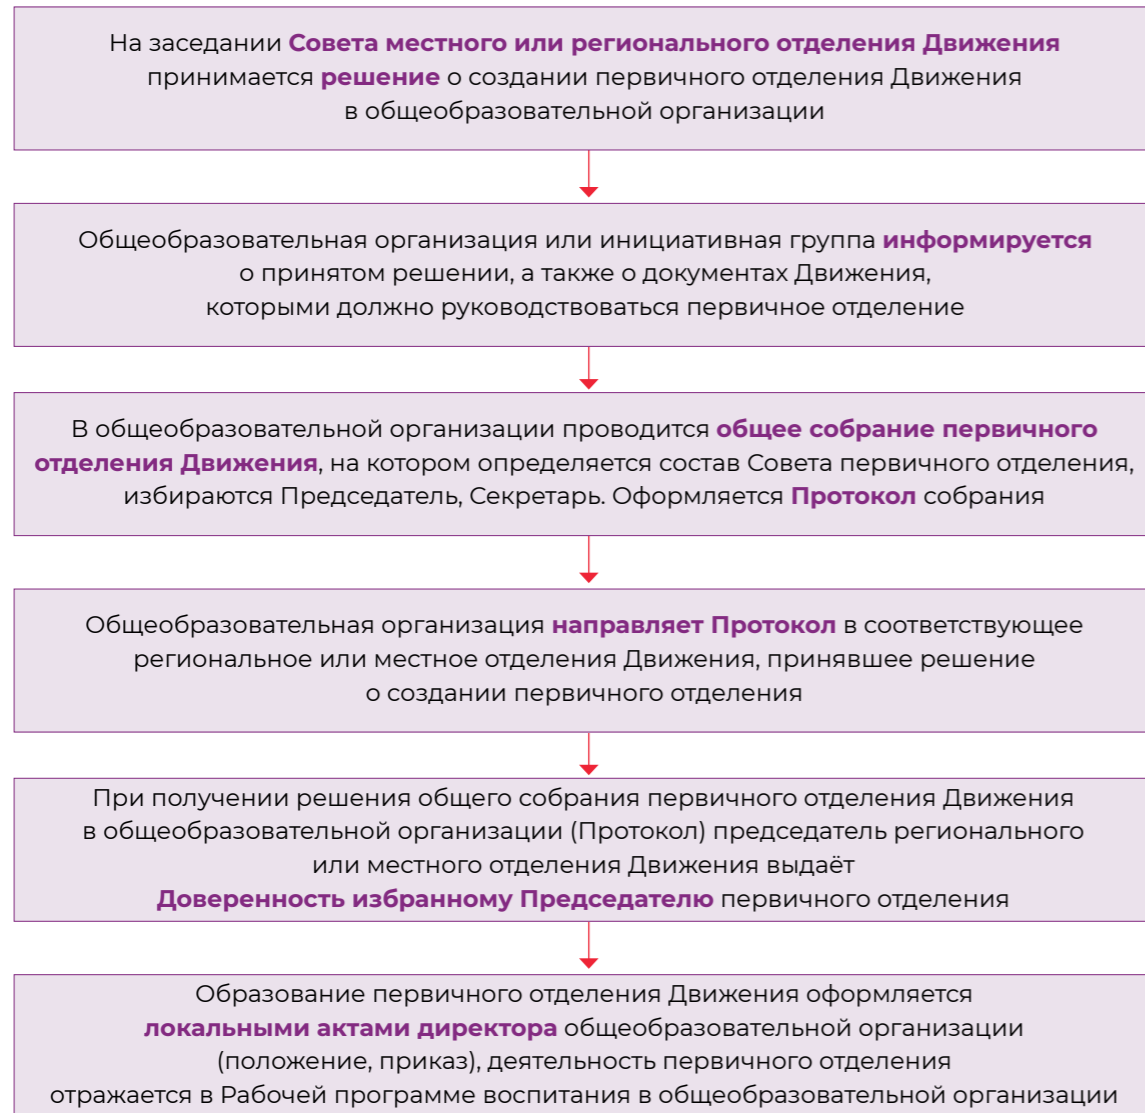 На заседании Совета местного или регионального отделения Движения
принимается решение о создании первичного отделения Движения
в общеобразовательной организации
Общеобразовательная организация или инициативная группа информируется
о принятом решении, а также о документах Движения,
которыми должно руководствоваться первичное отделение
В общеобразовательной организации проводится общее собрание первичного
отделения Движения, на котором определяется состав Совета первичного отделения,
избираются Председатель, Секретарь. Оформляется Протокол собрания
Общеобразовательная организация направляет Протокол в соответствующее
региональное или местное отделения Движения, принявшее решение
о создании первичного отделения
При получении решения общего собрания первичного отделения Движения
в общеобразовательной организации (Протокол) председатель регионального
или местного отделения Движения выдаёт
Доверенность избранному Председателю первичного отделения
Образование первичного отделения Движения оформляется
локальными актами директора общеобразовательной организации
(положение, приказ), деятельность первичного отделения
отражается в Рабочей программе воспитания в общеобразовательной организации